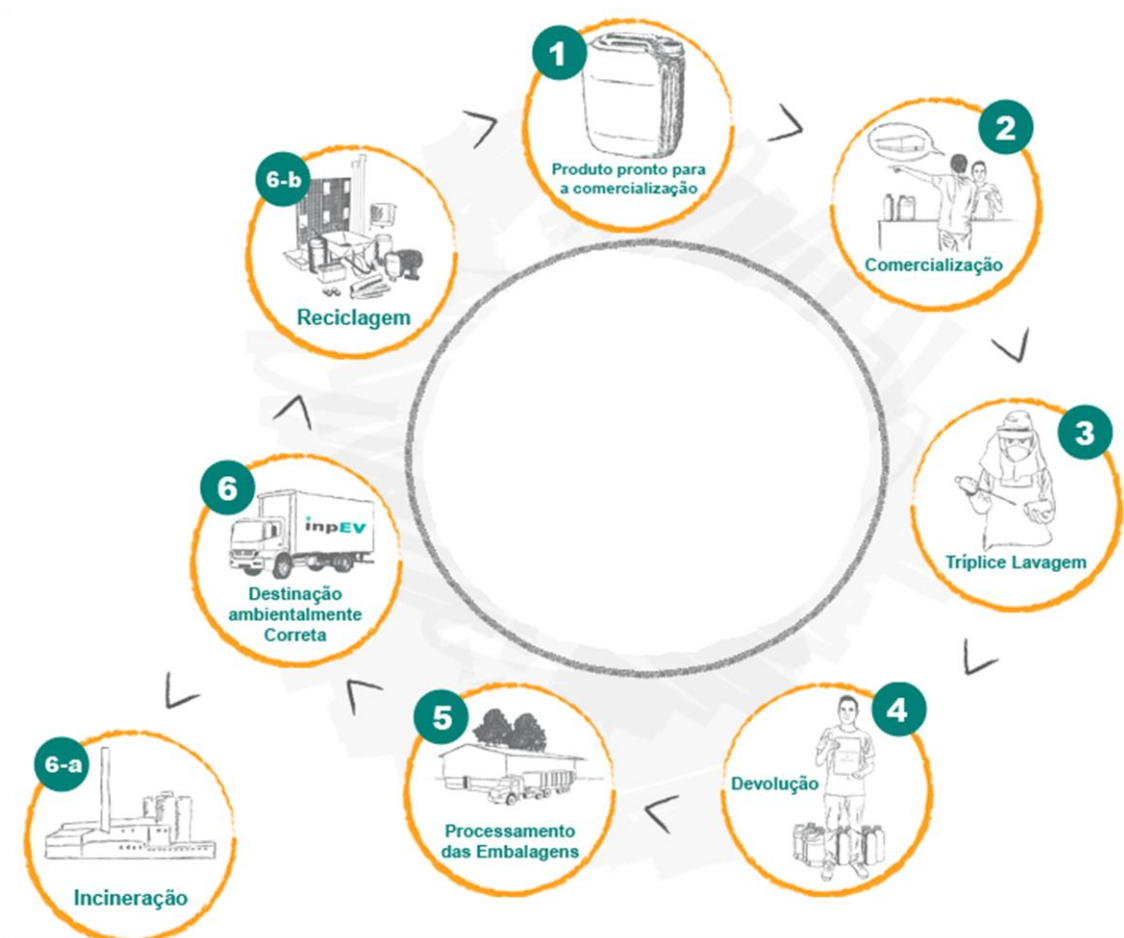 1
Produto pronto para
a comercialização
2
Comercialização
3
Tríplice Lavagem
4
Devolução
5
Processamento
das Embalagens
6
inpEV
Destinação
ambientalmente
Correta
6-a
Incineração
6-b
Reciclagem